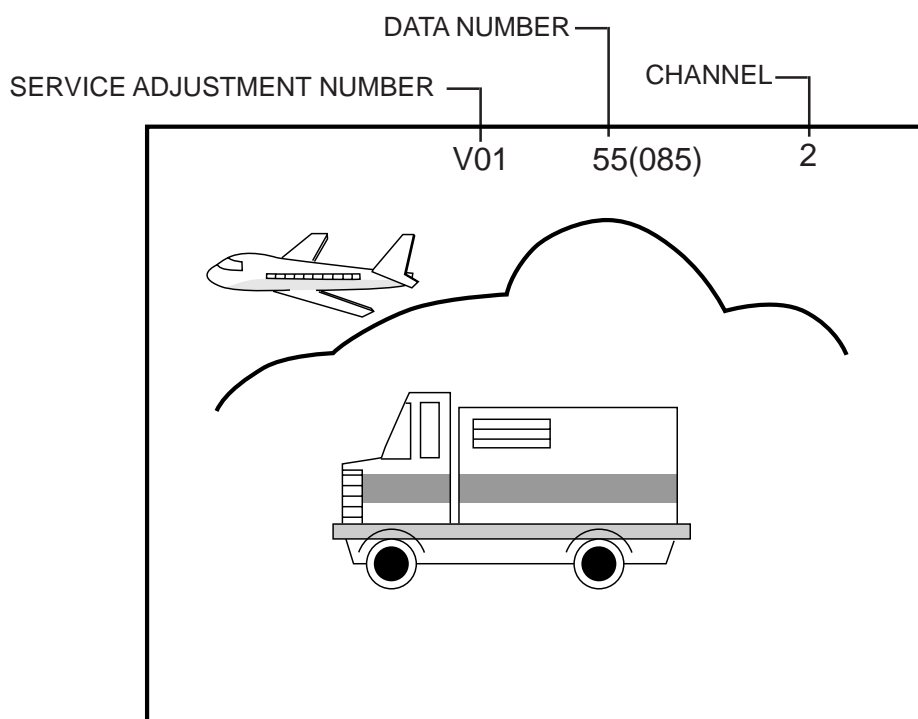 DATA NUMBER
CHANNEL
SERVICE ADJUSTMENT NUMBER
V01 55(085) 2